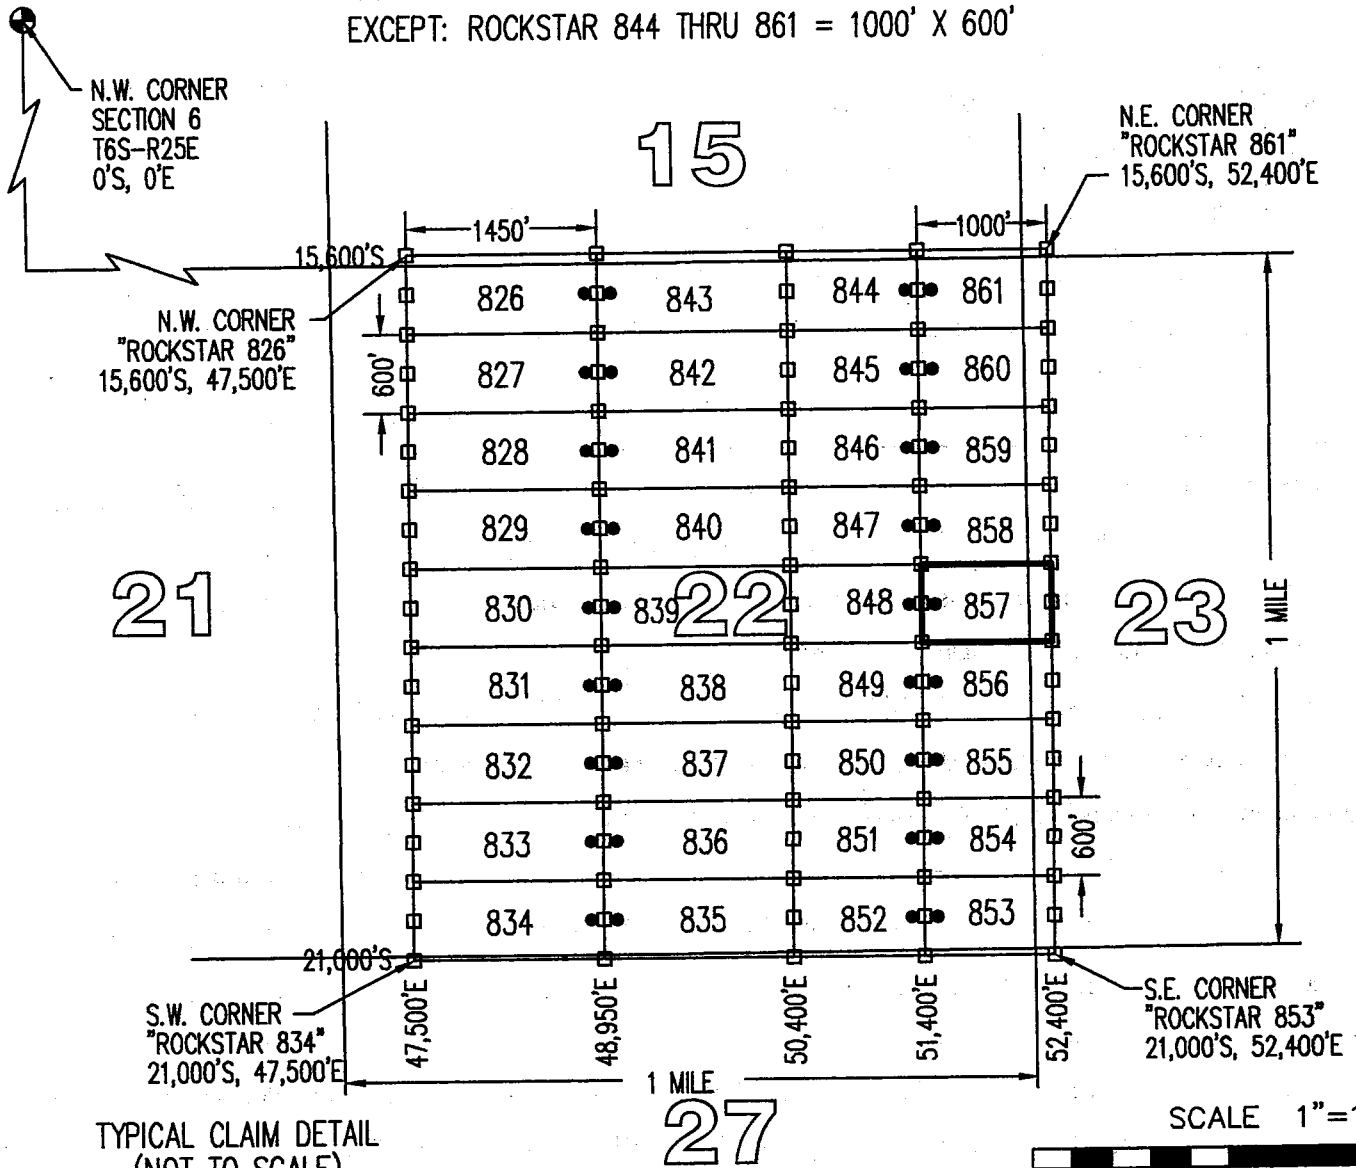 EXCEPT: ROCKSTAR 844 THRU 861 = 1000' X 600'
N.W. CORNER
SECTION 6
T6S-R25E
0'S, 0'E
15
N.E. CORNER
"ROCKSTAR 861"
15,600'S, 52,400'E
1450'
1000'
15,600'S
826 843 844 861
N.W. CORNER
"ROCKSTAR 826"
15,600'S, 47,500'E
600'
827 842 845 860
828 841 846 859
829 840 847 858
21
830 839 22 848 857
23
1 MILE
831 838 849 856
832 837 850 855
833 836 851 854
600'
834 835 852 853
21,000'S
S.W. CORNER
"ROCKSTAR 834"
21,000'S, 47,500'E
47,500'E
48,950'E
50,400'E
51,400'E
52,400'E
S.E. CORNER
"ROCKSTAR 853"
21,000'S, 52,400'E
1 MILE
27
TYPICAL CLAIM DETAIL
(NOT TO SCALE)
SCALE 1"=1